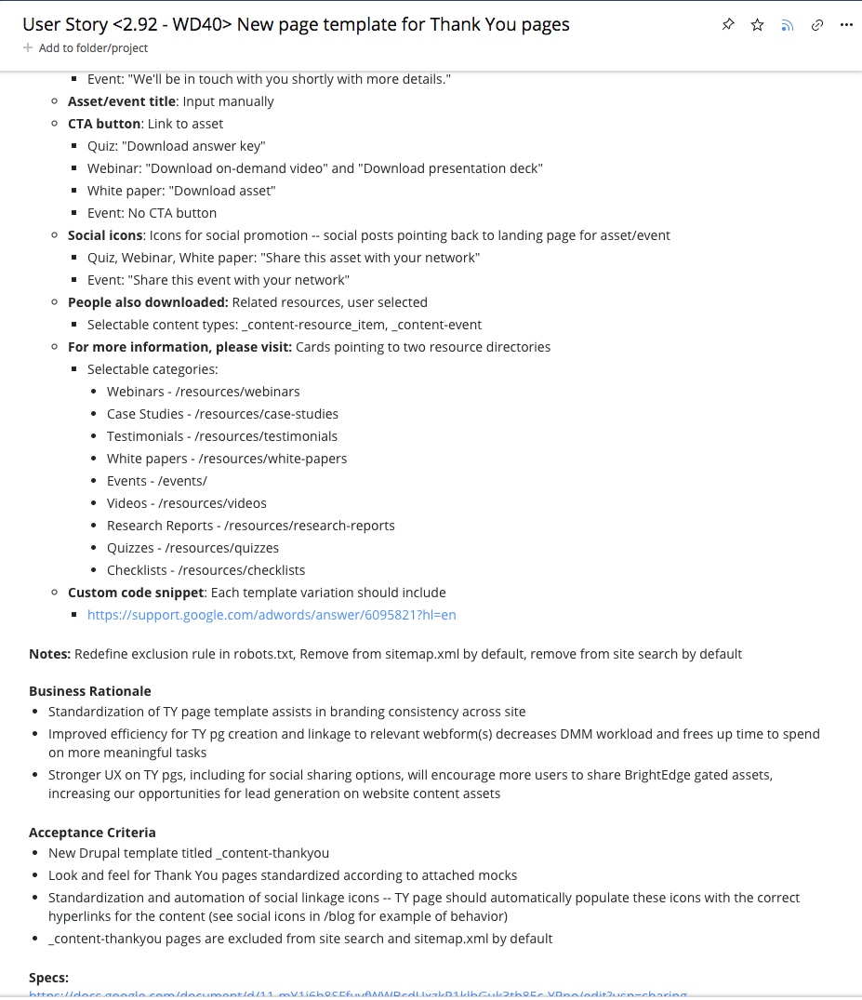 User Story <2.92 - WD40> New page template for Thank You pages
Add to folder/project
Event: "We'll be in touch with you shortly with more details."
Asset/event title: Input manually
CTA button: Link to asset
Quiz: "Download answer key"
Webinar: "Download on-demand video" and "Download presentation deck"
White paper: "Download asset"
Event: No CTA button
Social icons: Icons for social promotion -- social posts pointing back to landing page for asset/event
Quiz, Webinar, White paper: "Share this asset with your network"
Event: "Share this event with your network"
People also downloaded: Related resources, user selected
Selectable content types: _content-resource_item, _content-event
For more information, please visit: Cards pointing to two resource directories
Selectable categories:
Webinars - /resources/webinars
Case Studies - /resources/case-studies
Testimonials - /resources/testimonials
White papers - /resources/white-papers
Events - /events/
Videos - /resources/videos
Research Reports - /resources/research-reports
Quizzes - /resources/quizzes
Checklists - /resources/checklists
Custom code snippet: Each template variation should include
https://support.google.com/adwords/answer/6095821?hl=en
Notes: Redefine exclusion rule in robots.txt, Remove from sitemap.xml by default, remove from site search by default
Business Rationale
Standardization of TY page template assists in branding consistency across site
Improved efficiency for TY pg creation and linkage to relevant webform(s) decreases DMM workload and frees up time to spend
on more meaningful tasks
Stronger UX on TY pgs, including for social sharing options, will encourage more users to share BrightEdge gated assets,
increasing our opportunities for lead generation on website content assets
Acceptance Criteria
New Drupal template titled _content-thankyou
Look and feel for Thank You pages standardized according to attached mocks
Standardization and automation of social linkage icons -- TY page should automatically populate these icons with the correct
hyperlinks for the content (see social icons in /blog for example of behavior)
_content-thankyou pages are excluded from site search and sitemap.xml by default
Specs: